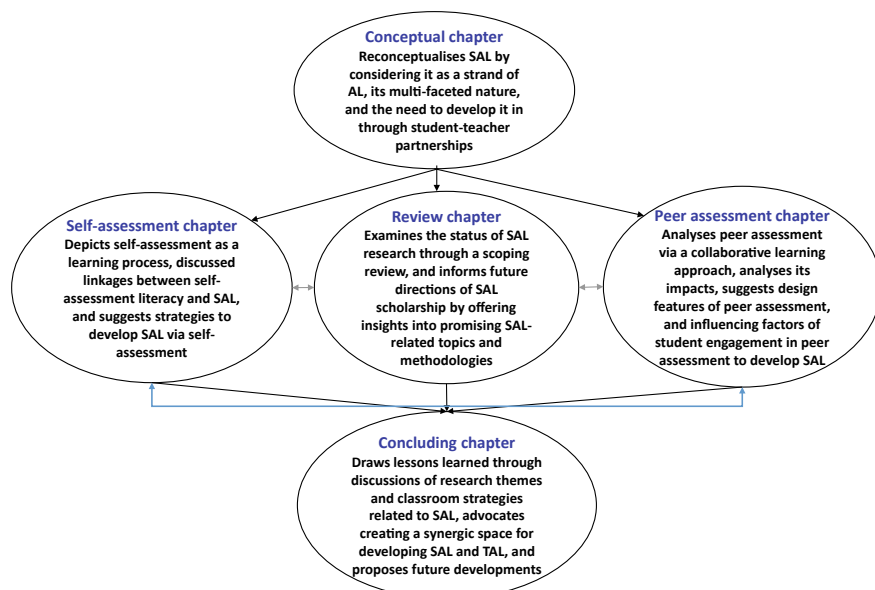 Conceptual chapter
Reconceptualises SAL by
considering it as a strand of
AL, its multi-faceted nature,
and the need to develop it in
through student-teacher
partnerships
Self-assessment chapter
Depicts self-assessment as a
learning process, discussed
linkages between self-
assessment literacy and SAL,
and suggests strategies to
develop SAL via self-
assessment
Review chapter
Examines the status of SAL
research through a scoping
review, and informs future
directions of SAL
scholarship by offering
insights into promising SAL-
related topics and
methodologies
Peer assessment chapter
Analyses peer assessment
via a collaborative learning
approach, analyses its
impacts, suggests design
features of peer assessment,
and influencing factors of
student engagement in peer
assessment to develop SAL
Concluding chapter
Draws lessons learned through
discussions of research themes
and classroom strategies
related to SAL, advocates
creating a synergic space for
developing SAL and TAL, and
proposes future developments